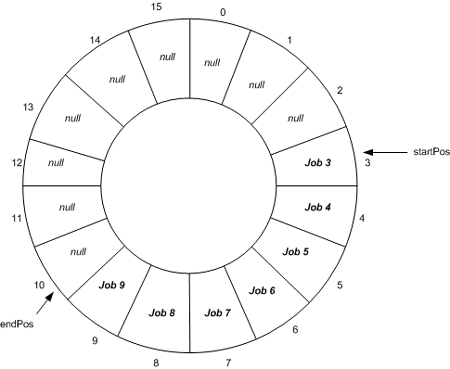 15
0
14
1
null
null
null
null
13
2
null
null
12
null
Job 3
3
startPos
11
null
Job 4
4
null
Job 5
10
Job 9
Job 6
5
endPos
Job 8
Job 7
9
6
8
7